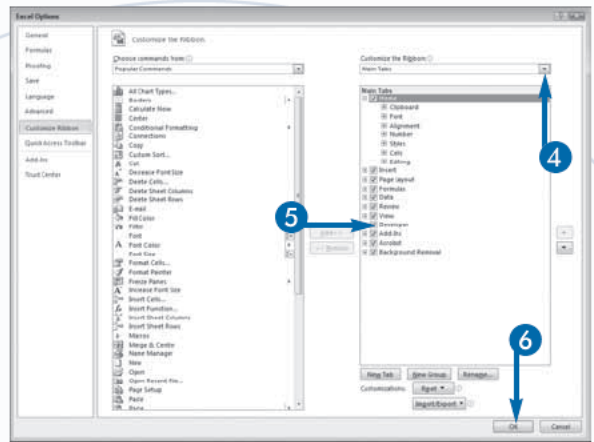 Excel Options
General
Formulas
Proofing
Save
Language
Advanced
Customize Ribbon
Quick Access Toolbar
Add-Ins
Trust Center
Customize the Ribbon.
Choose commands from:
Popular Commands
All Chart Types...
Borders
Calculate Now
Center
Conditional Formatting
Connections
Copy
Custom Sort...
Cut
Decrease Font Size
Delete Cells...
Delete Sheet Columns
Delete Sheet Rows
E-mail
Fill Color
Filter
Font
Font Color
Font Size
Format Cells...
Format Painter
Freeze Panes
Increase Font Size
Insert Cells...
Insert Function...
Insert Sheet Columns
Insert Sheet Rows
Macros
Merge & Center
Name Manager
New
Open
Open Recent File...
Page Setup
Paste
Paste
Customize the Ribbon:
Main Tabs
Main Tabs
Home
Clipboard
Font
Alignment
Number
Styles
Cells
Editing
Insert
Page Layout
Formulas
Data
Review
View
Developer
Add-Ins
Acrobat
Background Removal
4
5
6
New Tab
New Group
Rename...
Customizations:
Reset
Import/Export
OK
Cancel